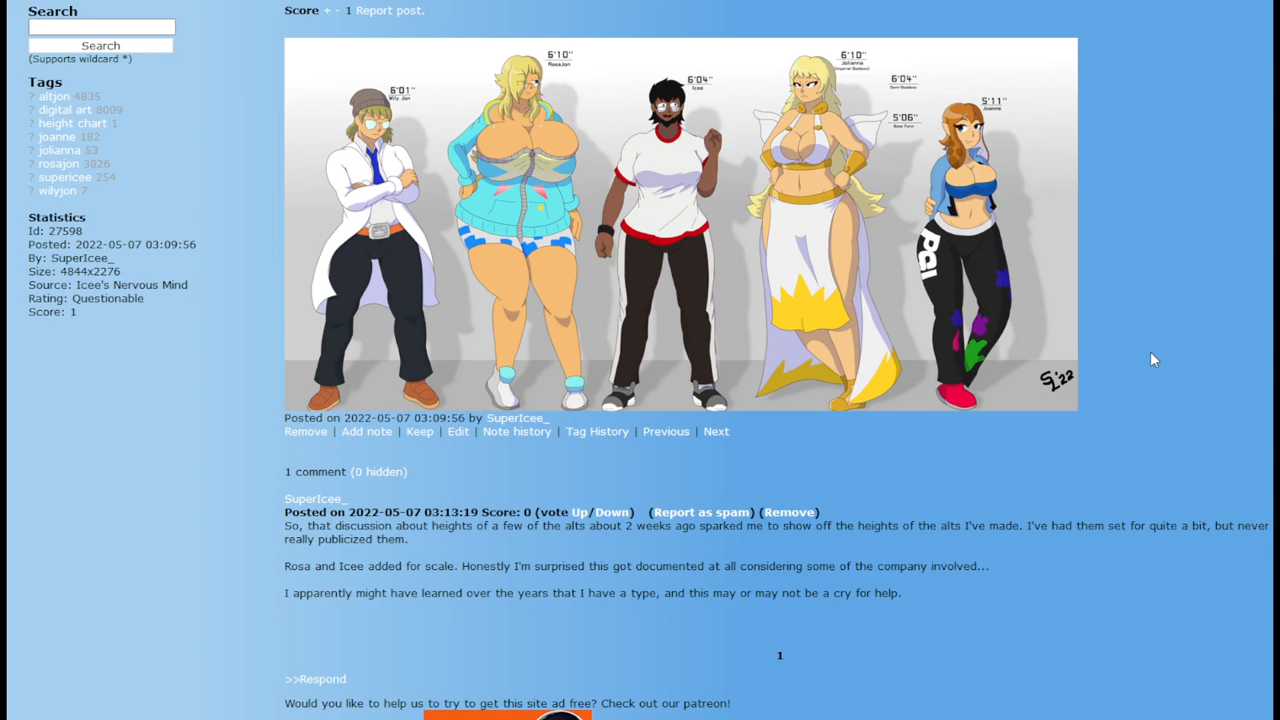 Search
Search
(Supports wildcard *)
Tags
? altjon 4835
? digital art 8009
? height chart 1
? joanne 182
? jolianna 53
? rosajon 3826
? supericee 254
? wilyjon 7
Statistics
Id: 27598
Posted: 2022-05-07 03:09:56
By: SuperIcee_
Size: 4844x2276
Source: Icee's Nervous Mind
Rating: Questionable
Score: 1
Score + - 1 Report post.
6'01"
Wily Jon
6'10"
RosaJon
6'04"
Icee
6'10"
Jolianna
(Imperial Goddess)
6'04"
Demi Goddess
5'06"
Base Form
5'11"
Joanne
PAI
'22
Posted on 2022-05-07 03:09:56 by SuperIcee_
Remove | Add note | Keep | Edit | Note history | Tag History | Previous | Next
1 comment (0 hidden)
SuperIcee_
Posted on 2022-05-07 03:13:19 Score: 0 (vote Up/Down) (Report as spam) (Remove)
So, that discussion about heights of a few of the alts about 2 weeks ago sparked me to show off the heights of the alts I've made. I've had them set for quite a bit, but never
really publicized them.
Rosa and Icee added for scale. Honestly I'm surprised this got documented at all considering some of the company involved...
I apparently might have learned over the years that I have a type, and this may or may not be a cry for help.
1
>>Respond
Would you like to help us to try to get this site ad free? Check out our patreon!